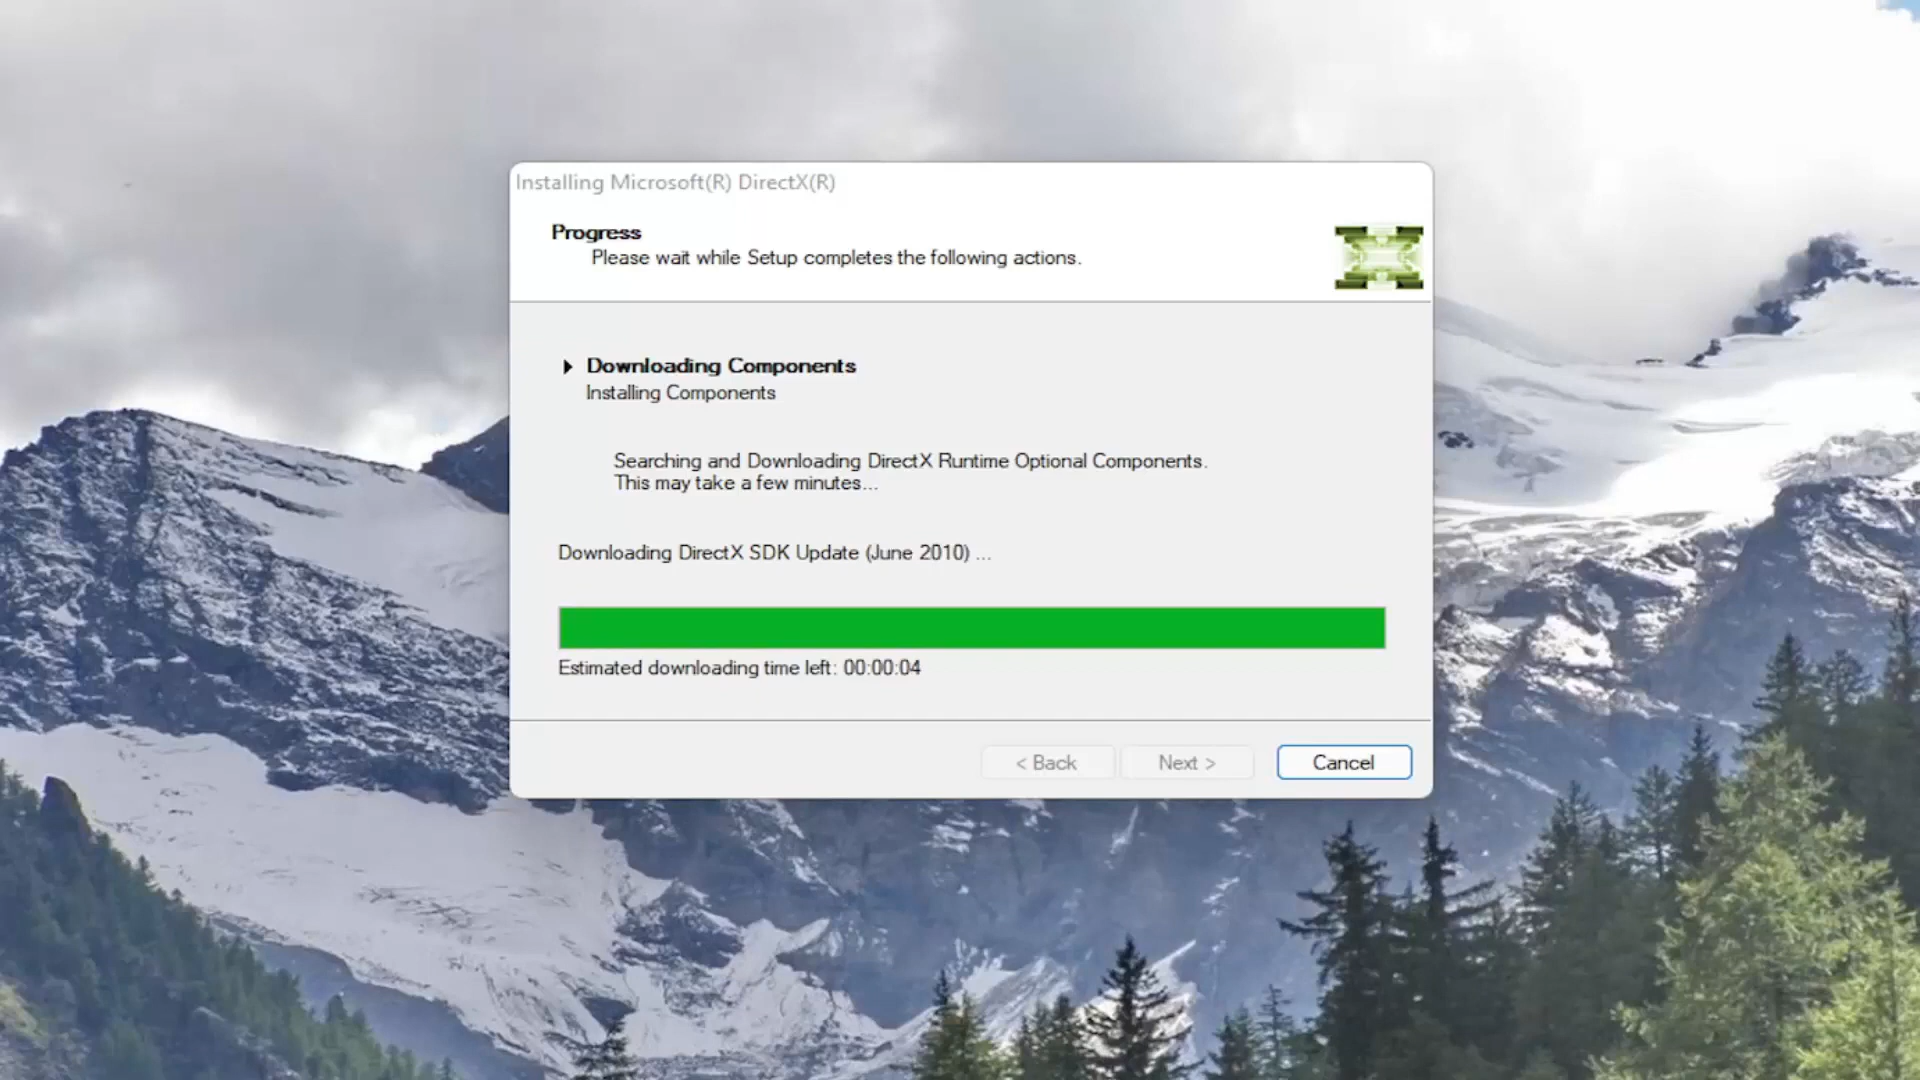 Installing Microsoft(R) DirectX(R)
Progress
Please wait while Setup completes the following actions.
Downloading Components
Installing Components
Searching and Downloading DirectX Runtime Optional Components.
This may take a few minutes...
Downloading DirectX SDK Update (June 2010) ...
Estimated downloading time left: 00:00:04
< Back
Next >
Cancel